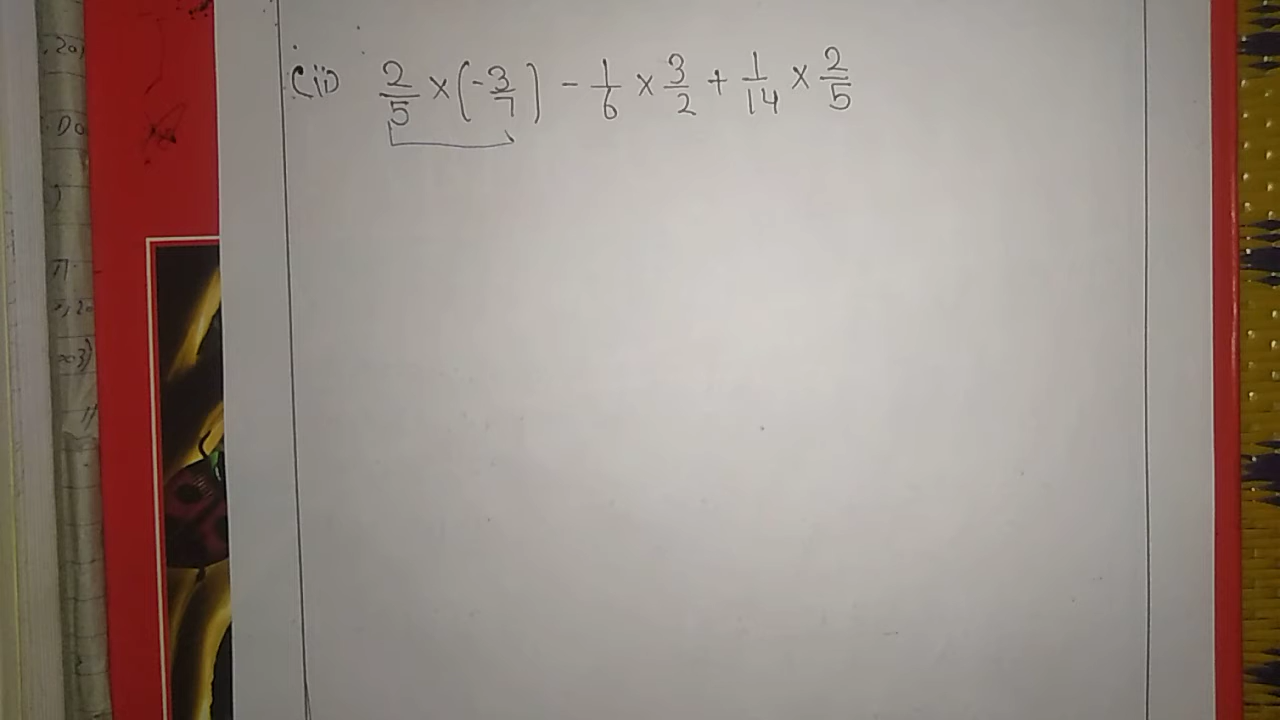 (ii) 2/5 × (-3/7) - 1/6 × 3/2 + 1/14 × 2/5